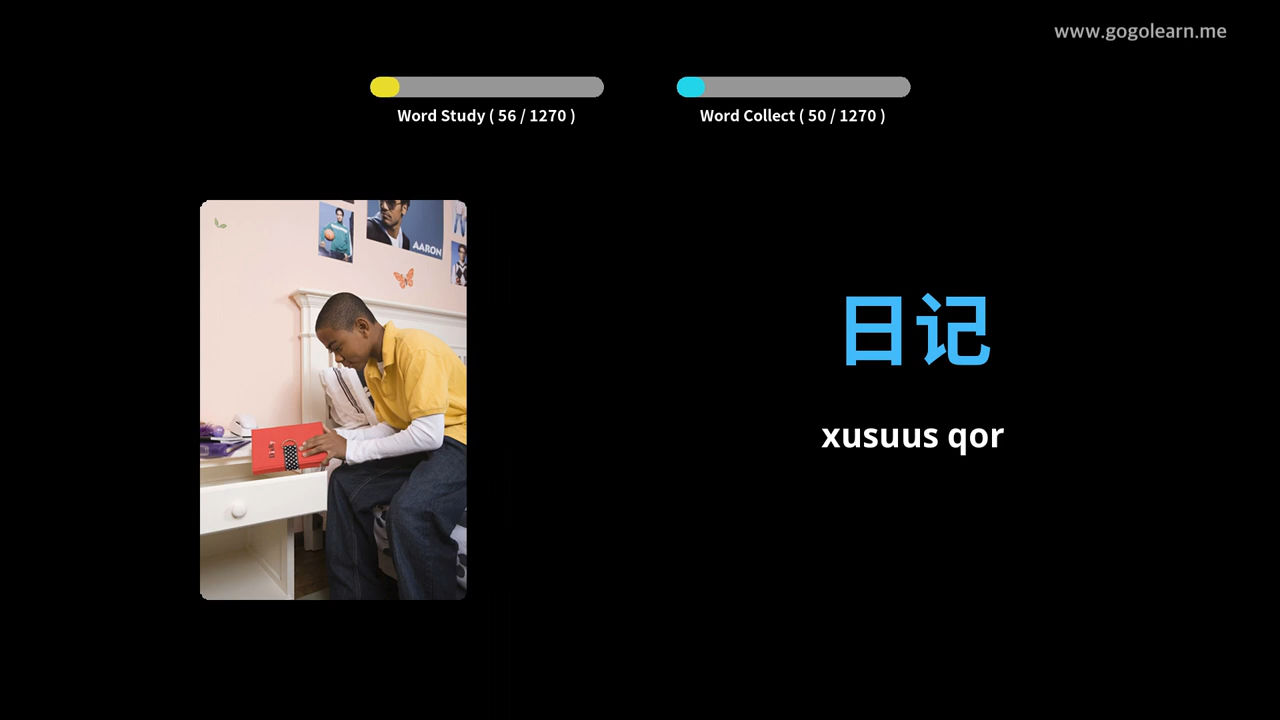 www.gogolearn.me
Word Study ( 56 / 1270 )
Word Collect ( 50 / 1270 )
AARON
日记
xusuus qor